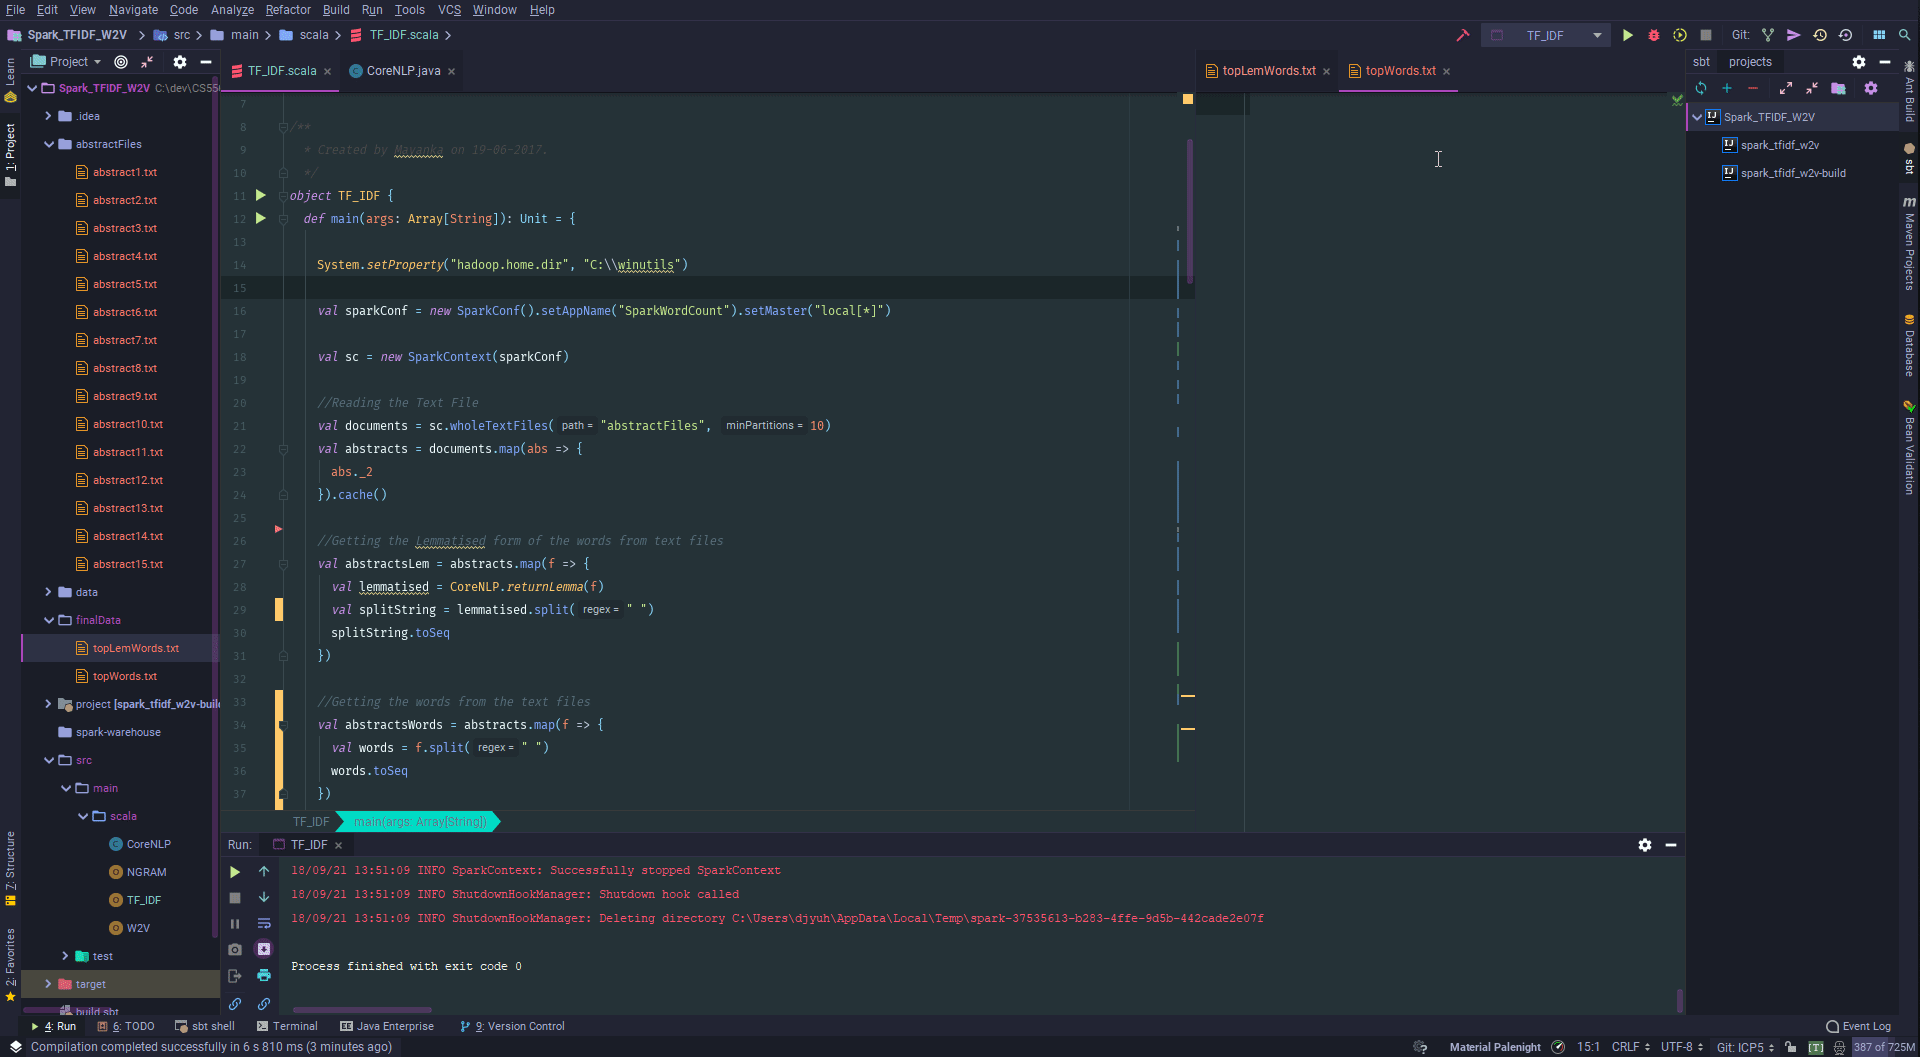 File Edit View Navigate Code Analyze Refactor Build Run Tools VCS Window Help
Spark_TFIDF_W2V src main scala TF_IDF.scala
TF_IDF
Git:
Learn
1: Project
7: Structure
2: Favorites
Project
Spark_TFIDF_W2V C:\dev\CS55
.idea
abstractFiles
abstract1.txt
abstract2.txt
abstract3.txt
abstract4.txt
abstract5.txt
abstract6.txt
abstract7.txt
abstract8.txt
abstract9.txt
abstract10.txt
abstract11.txt
abstract12.txt
abstract13.txt
abstract14.txt
abstract15.txt
data
finalData
topLemWords.txt
topWords.txt
project [spark_tfidf_w2v-build
spark-warehouse
src
main
scala
CoreNLP
NGRAM
TF_IDF
W2V
test
target
build.sbt
TF_IDF.scala CoreNLP.java
7
8 /**
9 * Created by Mayanka on 19-06-2017.
10 */
11 object TF_IDF {
12 def main(args: Array[String]): Unit = {
13
14 System.setProperty("hadoop.home.dir", "C:\\winutils")
15
16 val sparkConf = new SparkConf().setAppName("SparkWordCount").setMaster("local[*]")
17
18 val sc = new SparkContext(sparkConf)
19
20 //Reading the Text File
21 val documents = sc.wholeTextFiles( path = "abstractFiles", minPartitions = 10)
22 val abstracts = documents.map(abs => {
23 abs._2
24 }).cache()
25
26 //Getting the Lemmatised form of the words from text files
27 val abstractsLem = abstracts.map(f => {
28 val lemmatised = CoreNLP.returnLemma(f)
29 val splitString = lemmatised.split( regex = " ")
30 splitString.toSeq
31 })
32
33 //Getting the words from the text files
34 val abstractsWords = abstracts.map(f => {
35 val words = f.split( regex = " ")
36 words.toSeq
37 })
TF_IDF main(args: Array[String])
topLemWords.txt topWords.txt
sbt projects
Spark_TFIDF_W2V
spark_tfidf_w2v
spark_tfidf_w2v-build
Ant Build
sbt
Maven Projects
Database
Bean Validation
Run: TF_IDF
18/09/21 13:51:09 INFO SparkContext: Successfully stopped SparkContext
18/09/21 13:51:09 INFO ShutdownHookManager: Shutdown hook called
18/09/21 13:51:09 INFO ShutdownHookManager: Deleting directory C:\Users\djyuh\AppData\Local\Temp\spark-37535613-b283-4ffe-9d5b-442cade2e07f
Process finished with exit code 0
4: Run 6: TODO sbt shell Terminal Java Enterprise 9: Version Control Event Log
Compilation completed successfully in 6 s 810 ms (3 minutes ago) Material Palenight 15:1 CRLF UTF-8 Git: ICP5 [T] 387 of 725M